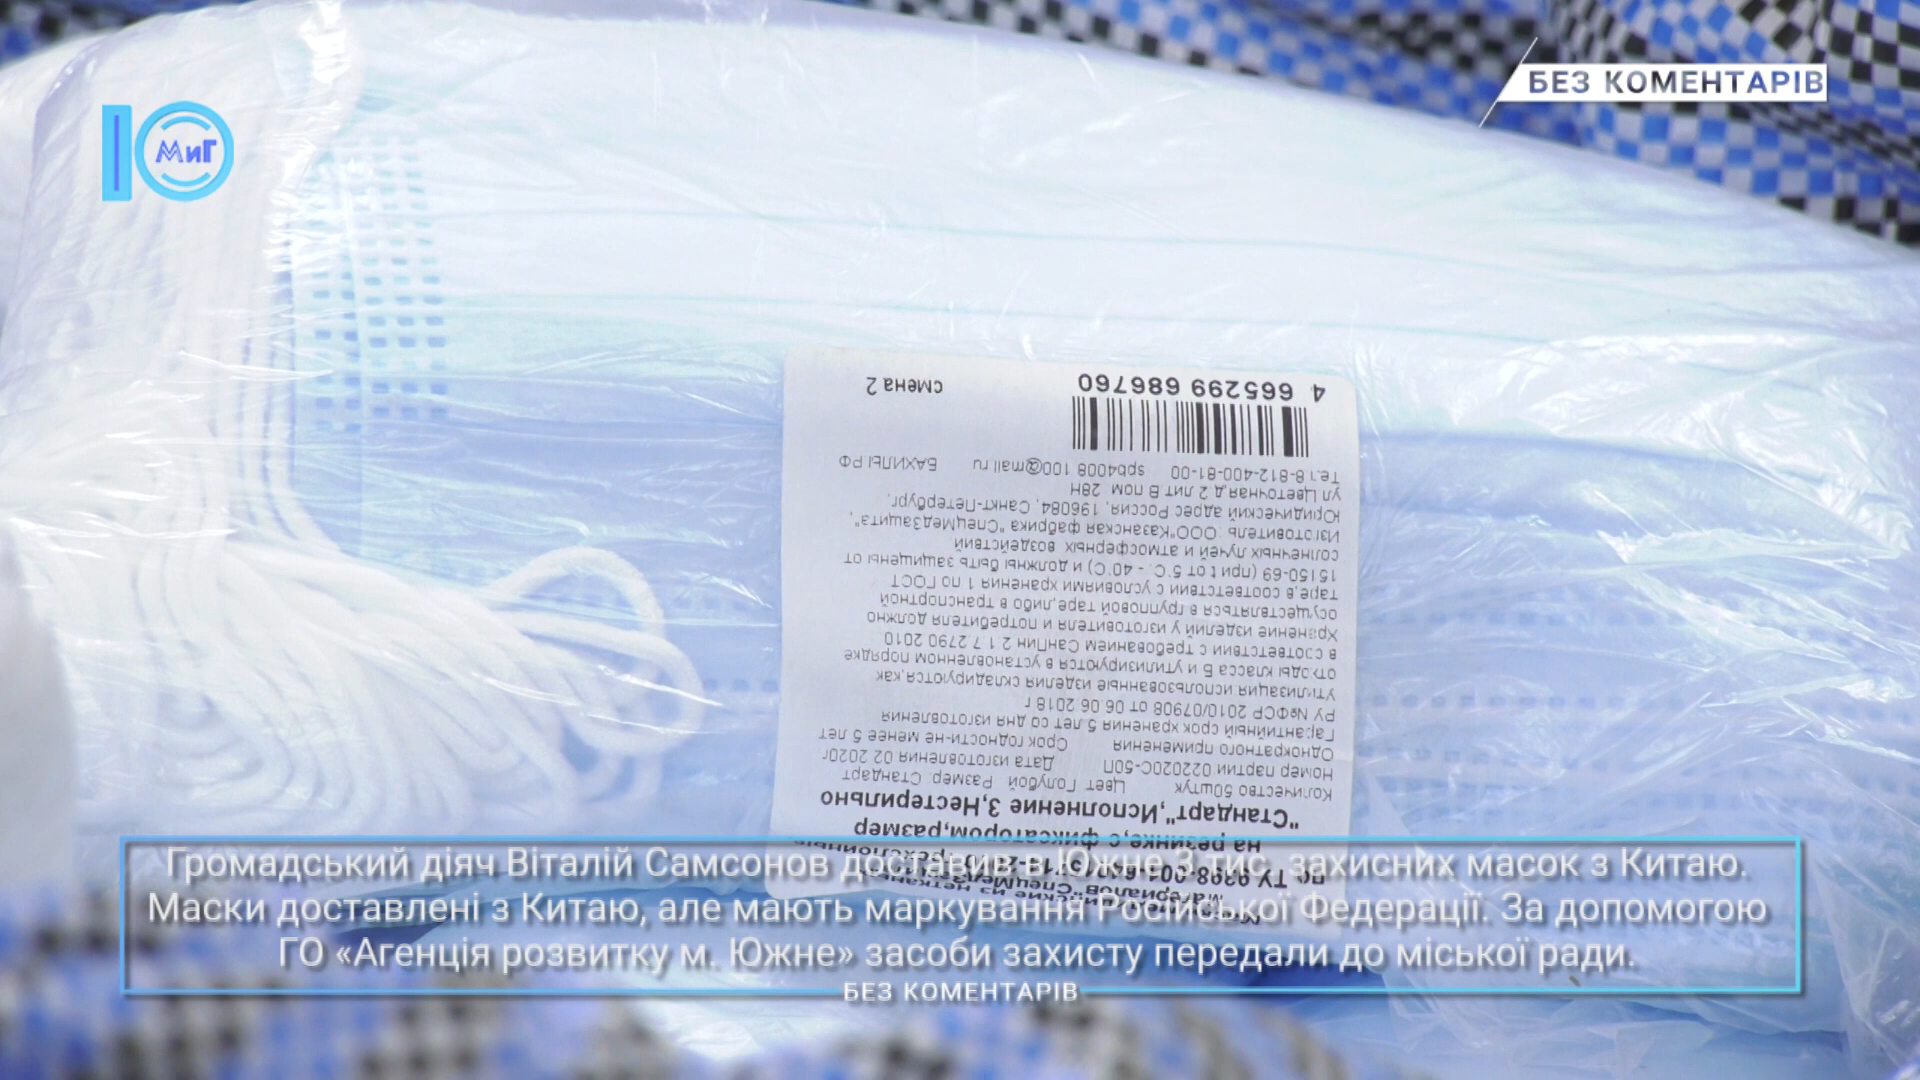 БЕЗ КОМЕНТАРІВ
Ю МиГ
"Стандарт",Исполнение 3,Нестерильно
Количество 50штук Цвет Голубой Размер Стандарт
Номер партии 022020С-50П Дата изготовления 02 2020г
Однократного применения Срок годности-не менее 5 лет
Гарантийный срок хранения 5 лет со дня изготовления
РУ №ФСР 2010/07908 от 06.06.2018 г
Утилизация использованные изделия складируются,как
отходы класса Б и утилизируются в установленном порядке
в соответствии с требованием СанПин 2.1.7.2790 2010
Хранение изделий у изготовителя и потребителя должно
осуществляться в групповой таре,либо в транспортной
таре,в соответствии с условиями хранения 1 по ГОСТ
15150-69 (при t от 5°С. - 40°С) и должны быть защищены от
солнечных лучей и атмосферных воздействий
Изготовитель: ООО"Казанская фабрика "СпецМедЗащита",
Юридический адрес Россия, 196084, Санкт-Петербург,
ул Цветочная,д 2 лит В пом 28Н
Тел 8-812-400-81-00 spb4008 100@mail ru БАХИЛЫ РФ
4 665299 686760 смена 2
на резинке,с фиксатором,размер
Громадський діяч Віталій Самсонов доставив в Южне 3 тис. захисних масок з Китаю.
Маски доставлені з Китаю, але мають маркування Російської Федерації. За допомогою
ГО «Агенція розвитку м. Южне» засоби захисту передали до міської ради.
БЕЗ КОМЕНТАРІВ